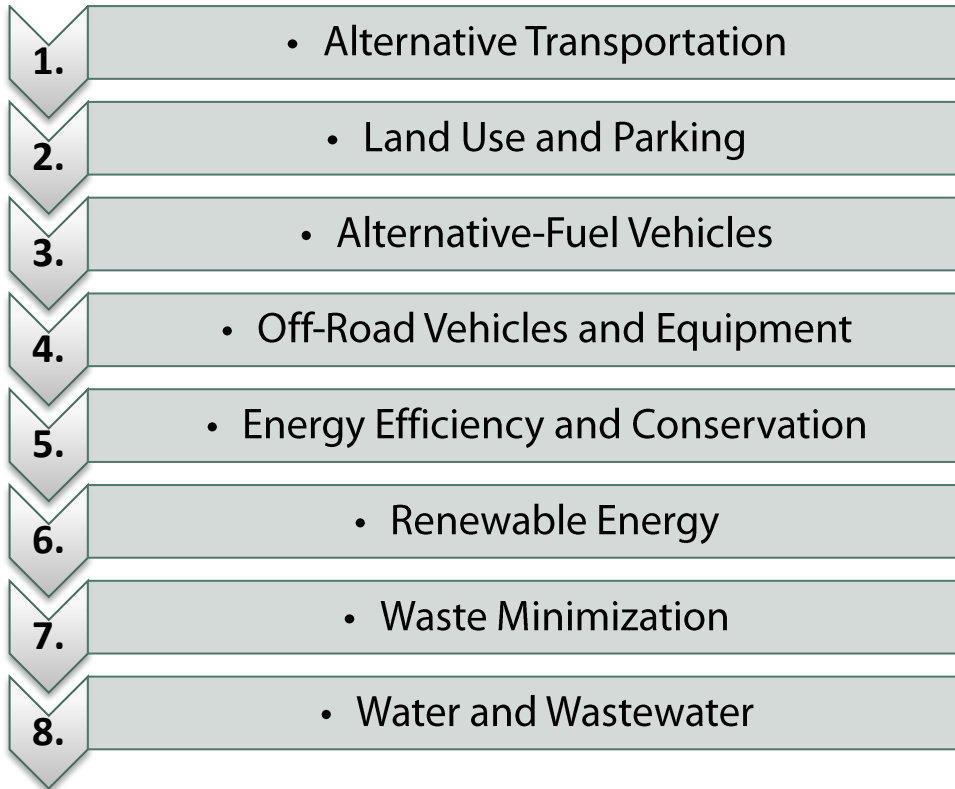 1. • Alternative Transportation
2. • Land Use and Parking
3. • Alternative-Fuel Vehicles
4. • Off-Road Vehicles and Equipment
5. • Energy Efficiency and Conservation
6. • Renewable Energy
7. • Waste Minimization
8. • Water and Wastewater